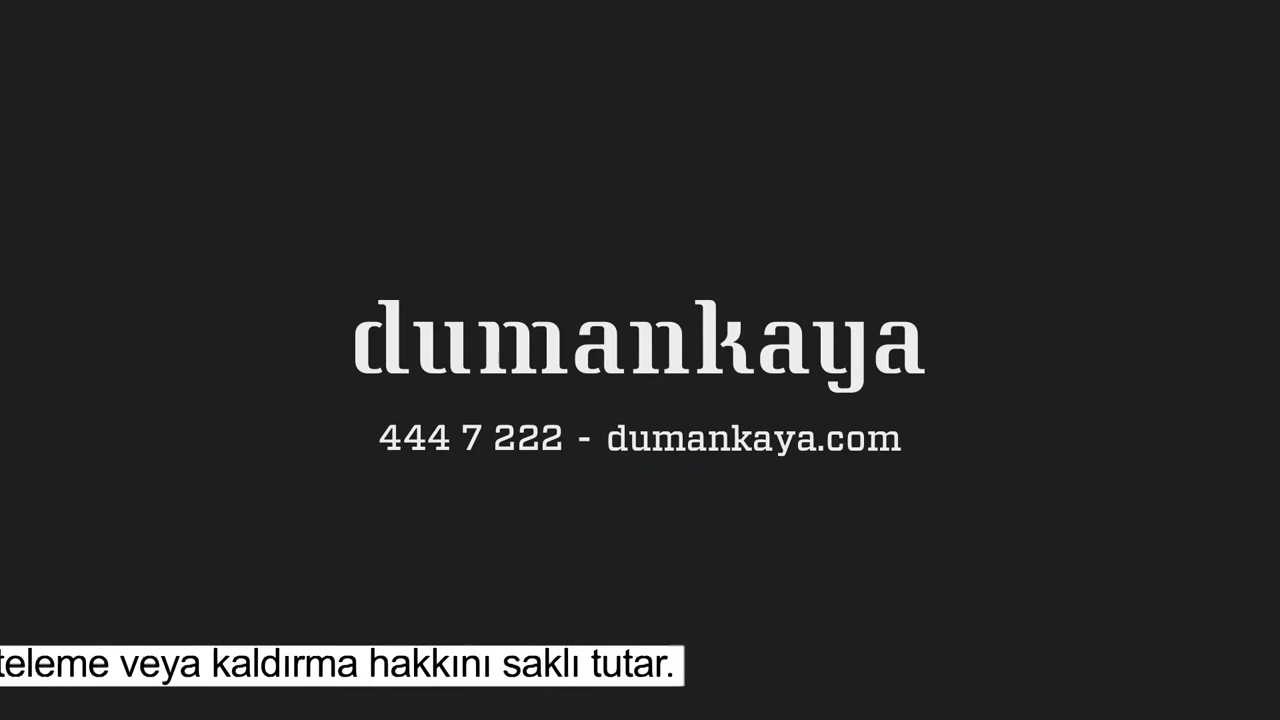 dumankaya
444 7 222 - dumankaya.com
teleme veya kaldırma hakkını saklı tutar.